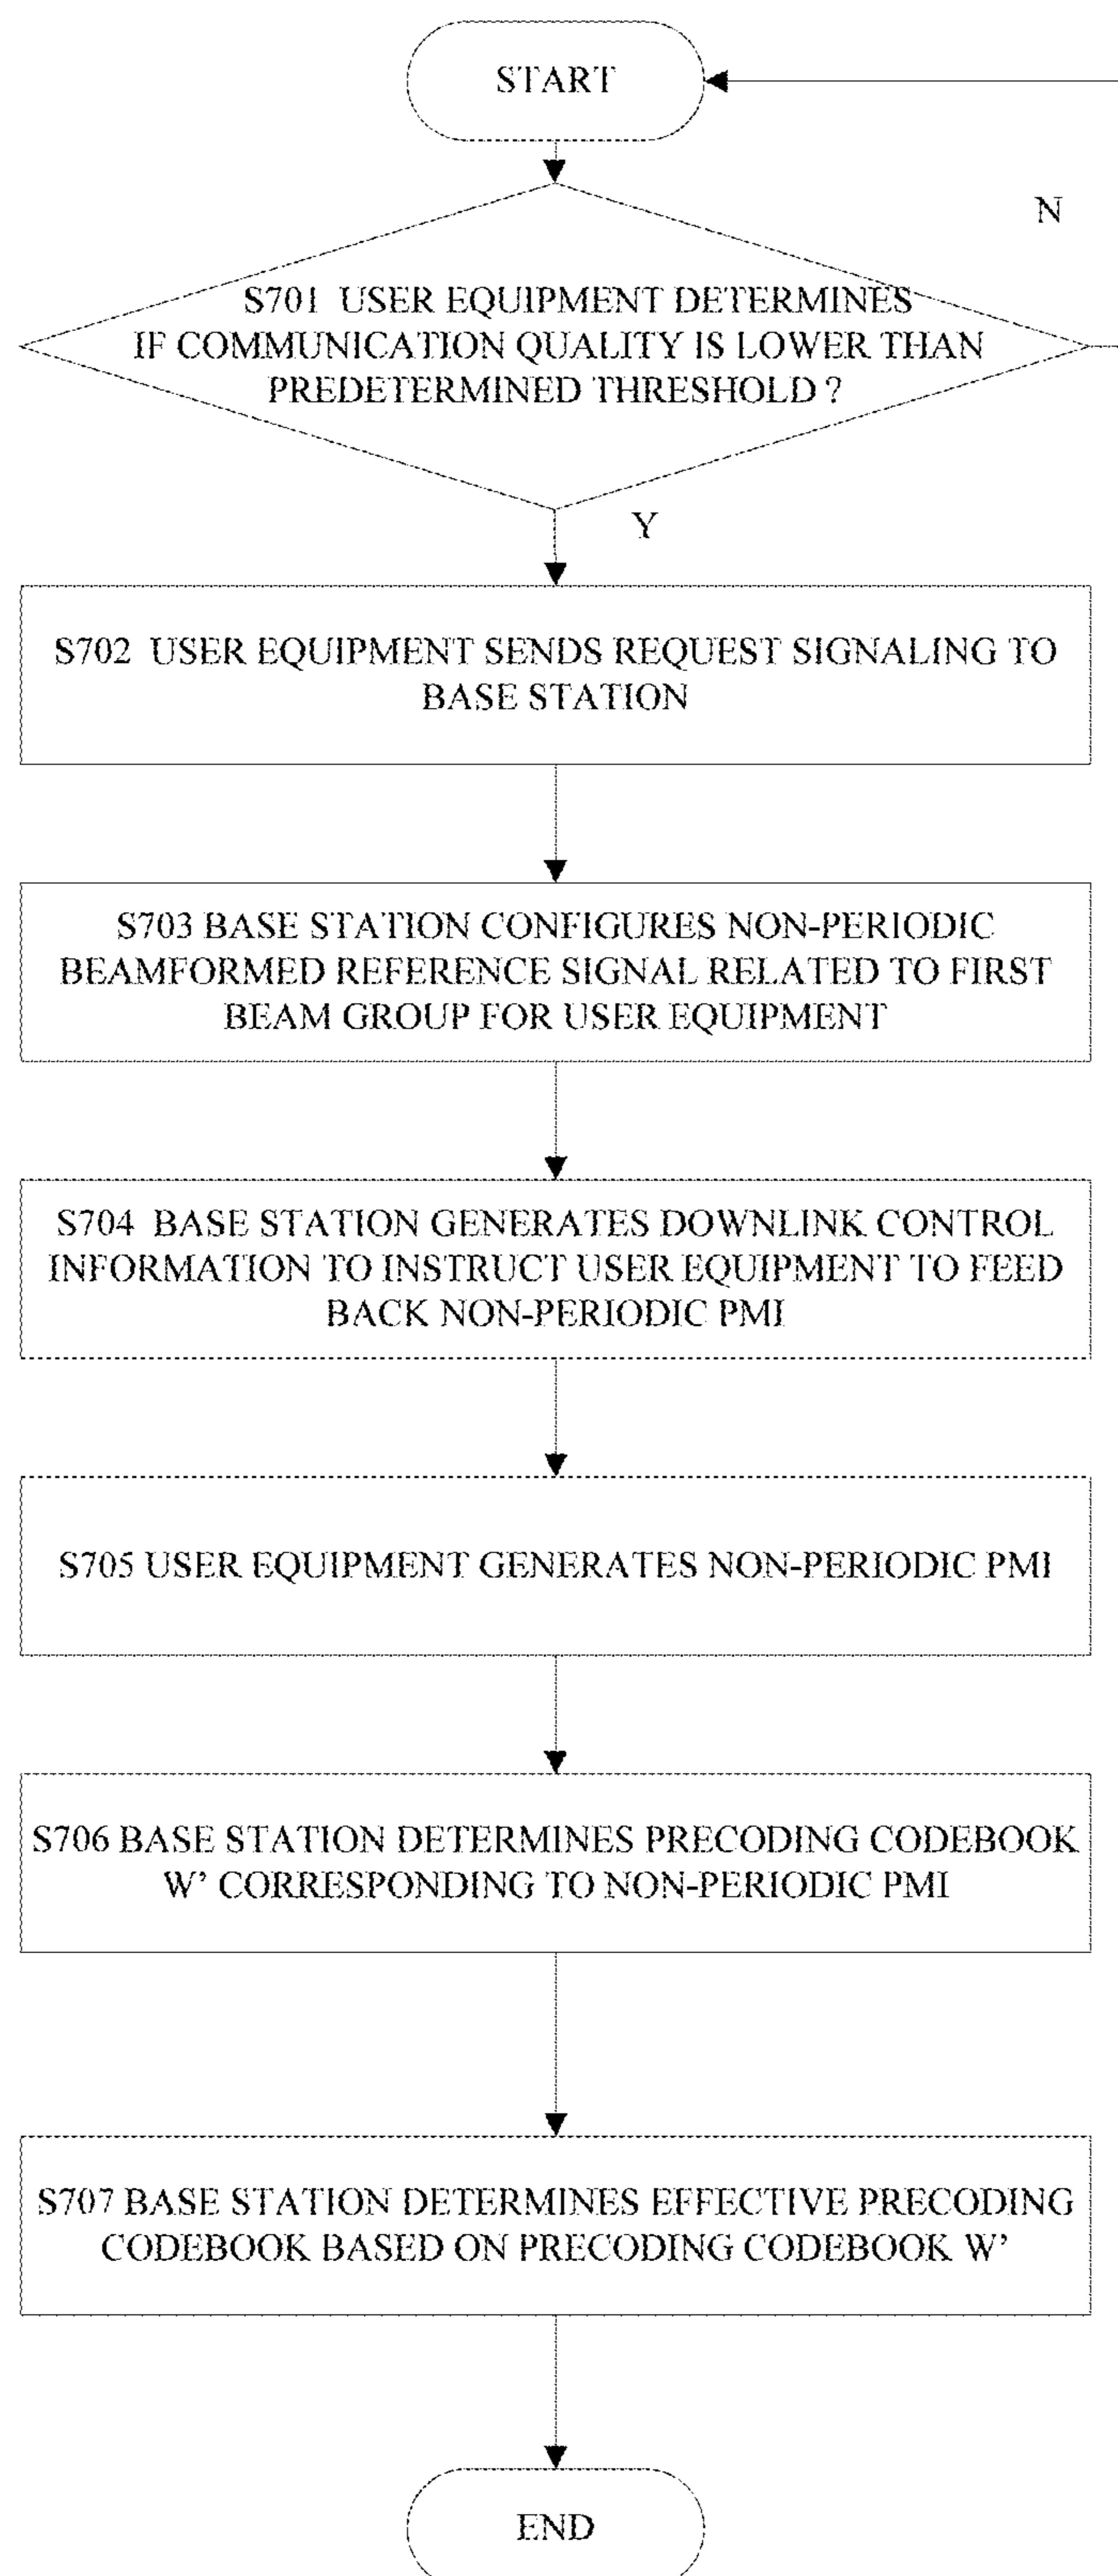 START
N
S701 USER EQUIPMENT DETERMINES
IF COMMUNICATION QUALITY IS LOWER THAN
PREDETERMINED THRESHOLD ?
Y
S702 USER EQUIPMENT SENDS REQUEST SIGNALING TO
BASE STATION
S703 BASE STATION CONFIGURES NON-PERIODIC
BEAMFORMED REFERENCE SIGNAL RELATED TO FIRST
BEAM GROUP FOR USER EQUIPMENT
S704 BASE STATION GENERATES DOWNLINK CONTROL
INFORMATION TO INSTRUCT USER EQUIPMENT TO FEED
BACK NON-PERIODIC PMI
S705 USER EQUIPMENT GENERATES NON-PERIODIC PMI
S706 BASE STATION DETERMINES PRECODING CODEBOOK
W’ CORRESPONDING TO NON-PERIODIC PMI
S707 BASE STATION DETERMINES EFFECTIVE PRECODING
CODEBOOK BASED ON PRECODING CODEBOOK W’
END